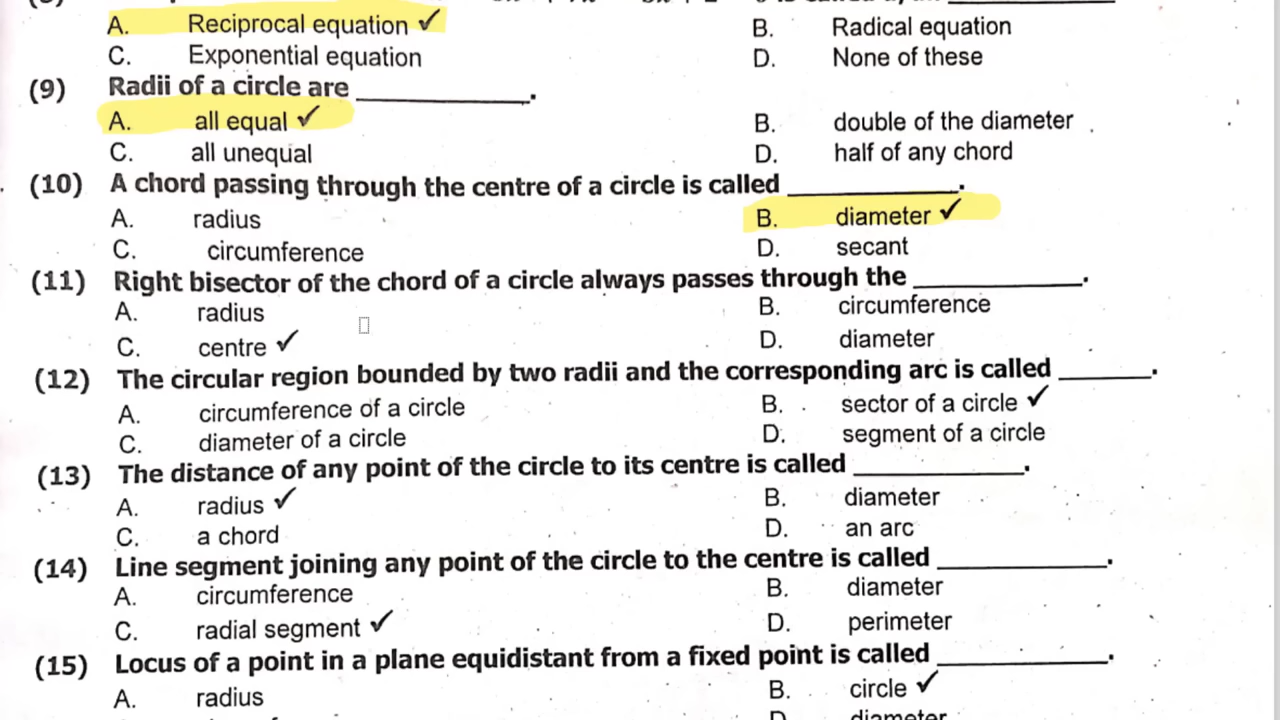 A. Reciprocal equation ✓ B. Radical equation
C. Exponential equation D. None of these
(9) Radii of a circle are ____________.
A. all equal ✓ B. double of the diameter
C. all unequal D. half of any chord
(10) A chord passing through the centre of a circle is called ____________.
A. radius B. diameter ✓
C. circumference D. secant
(11) Right bisector of the chord of a circle always passes through the ____________.
A. radius B. circumference
C. centre ✓ D. diameter
(12) The circular region bounded by two radii and the corresponding arc is called _______.
A. circumference of a circle B. sector of a circle ✓
C. diameter of a circle D. segment of a circle
(13) The distance of any point of the circle to its centre is called ____________.
A. radius ✓ B. diameter
C. a chord D. an arc
(14) Line segment joining any point of the circle to the centre is called ____________.
A. circumference B. diameter
C. radial segment ✓ D. perimeter
(15) Locus of a point in a plane equidistant from a fixed point is called ____________.
A. radius B. circle ✓
D. diameter